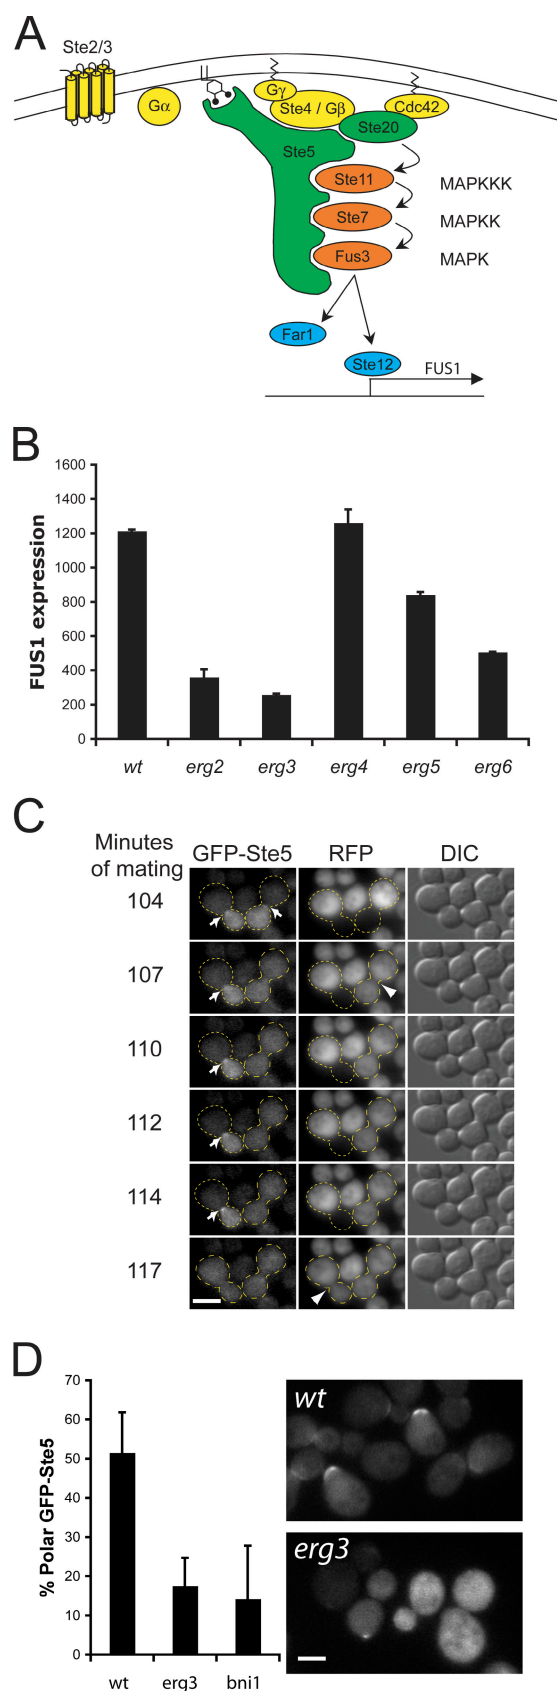 A
Ste2/3
Gα
Gγ
Ste4 / Gβ
Cdc42
Ste20
Ste5
Ste11
MAPKKK
Ste7
MAPKK
Fus3
MAPK
Far1
Ste12
FUS1
B
FUS1 expression
1600
1400
1200
1000
800
600
400
200
0
wt erg2 erg3 erg4 erg5 erg6
C
Minutes of mating
GFP-Ste5 RFP DIC
104
107
110
112
114
117
D
% Polar GFP-Ste5
70
60
50
40
30
20
10
0
wt erg3 bni1
wt
erg3